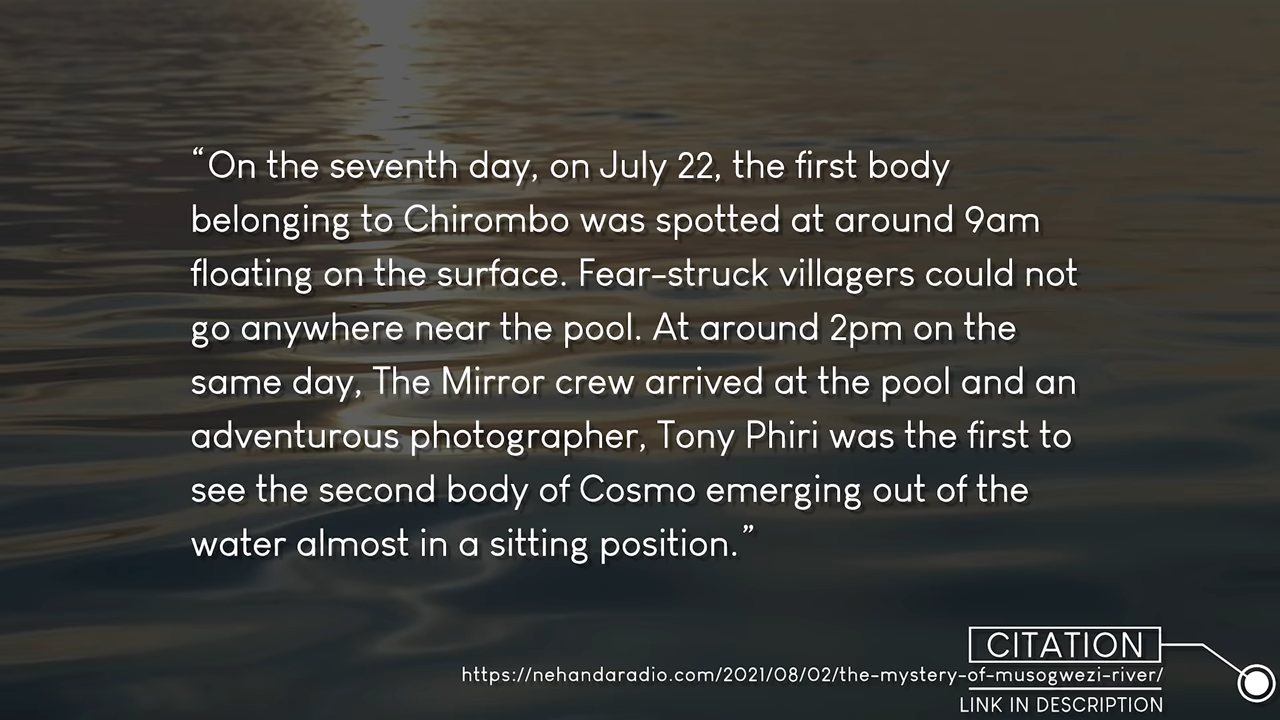 “On the seventh day, on July 22, the first body
belonging to Chirombo was spotted at around 9am
floating on the surface. Fear-struck villagers could not
go anywhere near the pool. At around 2pm on the
same day, The Mirror crew arrived at the pool and an
adventurous photographer, Tony Phiri was the first to
see the second body of Cosmo emerging out of the
water almost in a sitting position.”
CITATION
https://nehandaradio.com/2021/08/02/the-mystery-of-musogwezi-river/
LINK IN DESCRIPTION